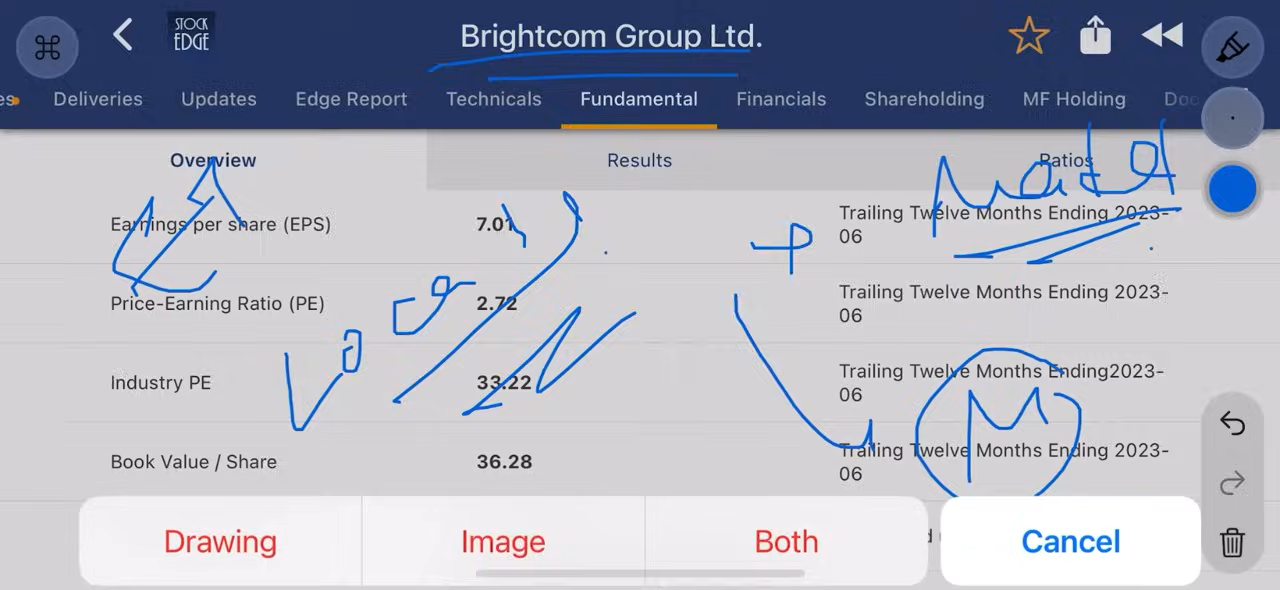 STOCK EDGE
Brightcom Group Ltd.
Deliveries Updates Edge Report Technicals Fundamental Financials Shareholding MF Holding
Overview Results Ratios
Earnings per share (EPS) 7.01 Trailing Twelve Months Ending 2023-06
Price-Earning Ratio (PE) 2.72 Trailing Twelve Months Ending 2023-06
Industry PE 33.22 Trailing Twelve Months Ending2023-06
Book Value / Share 36.28 Trailing Twelve Months Ending 2023-06
M
Drawing Image Both Cancel